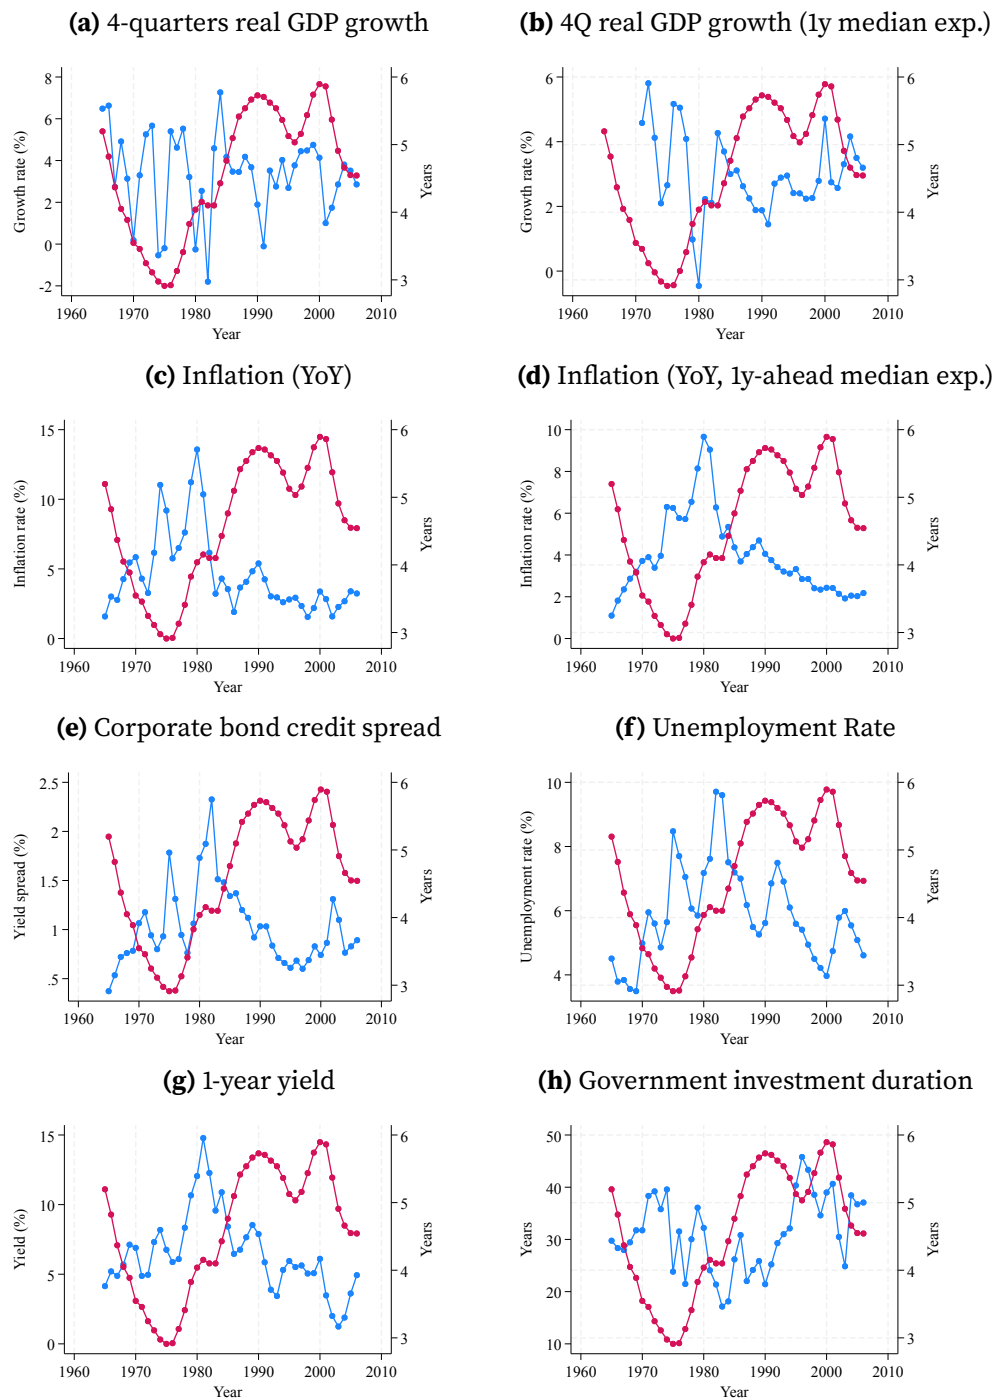 (a) 4-quarters real GDP growth
8
6
4
2
0
-2
Growth rate (%)
6
5
4
3
Years
1960 1970 1980 1990 2000 2010
Year
(b) 4Q real GDP growth (1y median exp.)
6
4
2
0
Growth rate (%)
6
5
4
3
Years
1960 1970 1980 1990 2000 2010
Year
(c) Inflation (YoY)
15
10
5
0
Inflation rate (%)
6
5
4
3
Years
1960 1970 1980 1990 2000 2010
Year
(d) Inflation (YoY, 1y-ahead median exp.)
10
8
6
4
2
0
Inflation rate (%)
6
5
4
3
Years
1960 1970 1980 1990 2000 2010
Year
(e) Corporate bond credit spread
2.5
2
1.5
1
.5
Yield spread (%)
6
5
4
3
Years
1960 1970 1980 1990 2000 2010
Year
(f) Unemployment Rate
10
8
6
4
Unemployment rate (%)
6
5
4
3
Years
1960 1970 1980 1990 2000 2010
Year
(g) 1-year yield
15
10
5
0
Yield (%)
6
5
4
3
Years
1960 1970 1980 1990 2000 2010
Year
(h) Government investment duration
50
40
30
20
10
Years
6
5
4
3
Years
1960 1970 1980 1990 2000 2010
Year